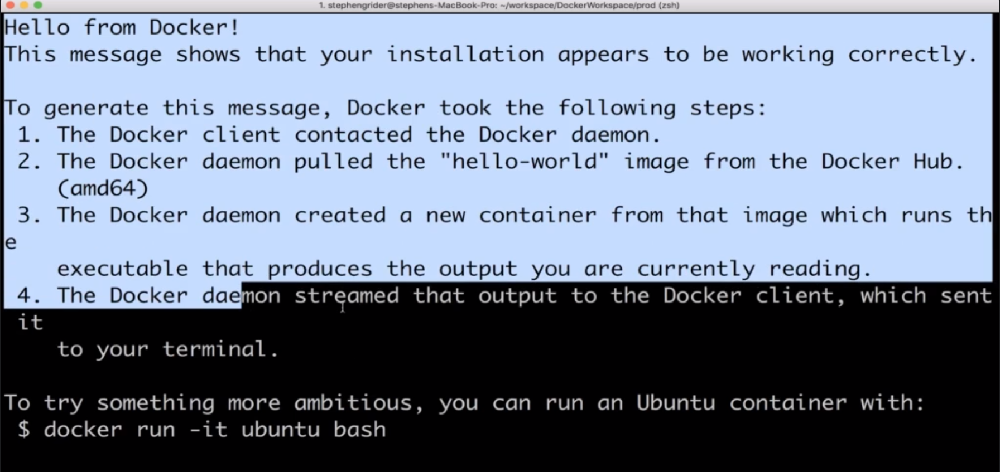 1. stephengrider@stephens-MacBook-Pro: ~/workspace/DockerWorkspace/prod (zsh)
Hello from Docker!
This message shows that your installation appears to be working correctly.
To generate this message, Docker took the following steps:
1. The Docker client contacted the Docker daemon.
2. The Docker daemon pulled the "hello-world" image from the Docker Hub.
(amd64)
3. The Docker daemon created a new container from that image which runs th
e
executable that produces the output you are currently reading.
4. The Docker daemon streamed that output to the Docker client, which sent
it
to your terminal.
To try something more ambitious, you can run an Ubuntu container with:
$ docker run -it ubuntu bash